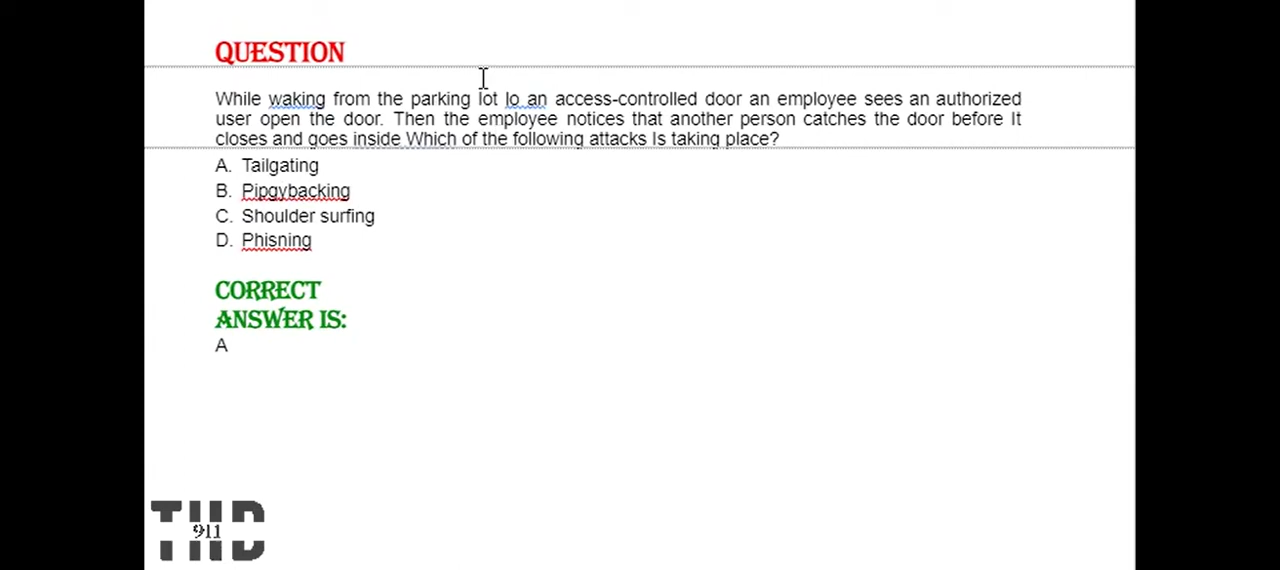 QUESTION
While waking from the parking lot lo an access-controlled door an employee sees an authorized
user open the door. Then the employee notices that another person catches the door before It
closes and goes inside Which of the following attacks Is taking place?
A. Tailgating
B. Pipgybacking
C. Shoulder surfing
D. Phisning
CORRECT
ANSWER IS:
A
THD
911